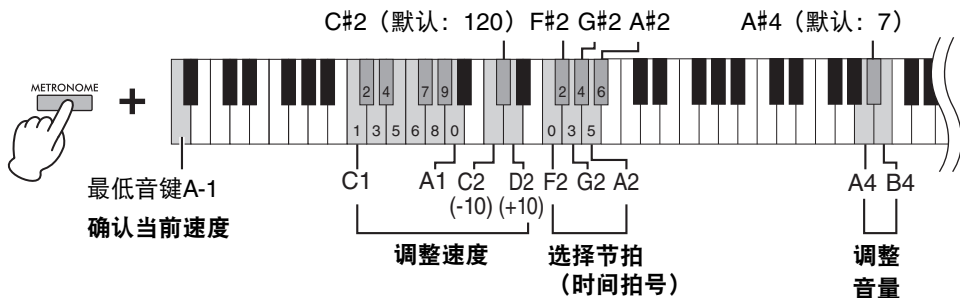 C#2（默认：120）F#2 G#2 A#2 A#4（默认：7）
METRONOME
+
2 4 7 9 2 4 6
1 3 5 6 8 0 0 3 5
最低音键A-1 C1 A1 C2 D2 F2 G2 A2 A4 B4
(-10) (+10)
确认当前速度
调整速度 选择节拍 调整
（时间拍号） 音量